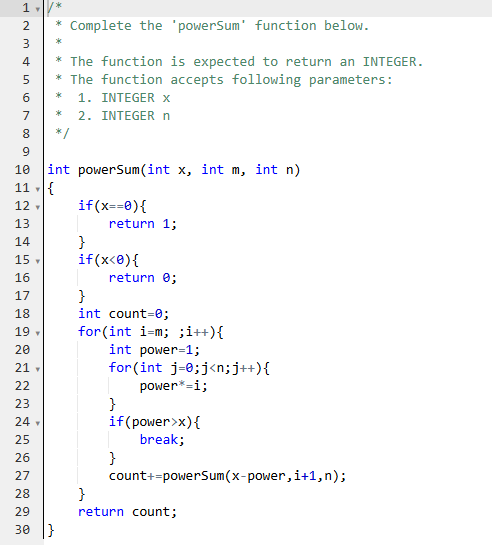 1 /*
2  * Complete the 'powerSum' function below.
3  *
4  * The function is expected to return an INTEGER.
5  * The function accepts following parameters:
6  *  1. INTEGER x
7  *  2. INTEGER n
8  */
9
10 int powerSum(int x, int m, int n)
11 {
12     if(x==0){
13         return 1;
14     }
15     if(x<0){
16         return 0;
17     }
18     int count=0;
19     for(int i=m; ;i++){
20         int power=1;
21         for(int j=0;j<n;j++){
22             power*=i;
23         }
24         if(power>x){
25             break;
26         }
27         count+=powerSum(x-power,i+1,n);
28     }
29     return count;
30 }